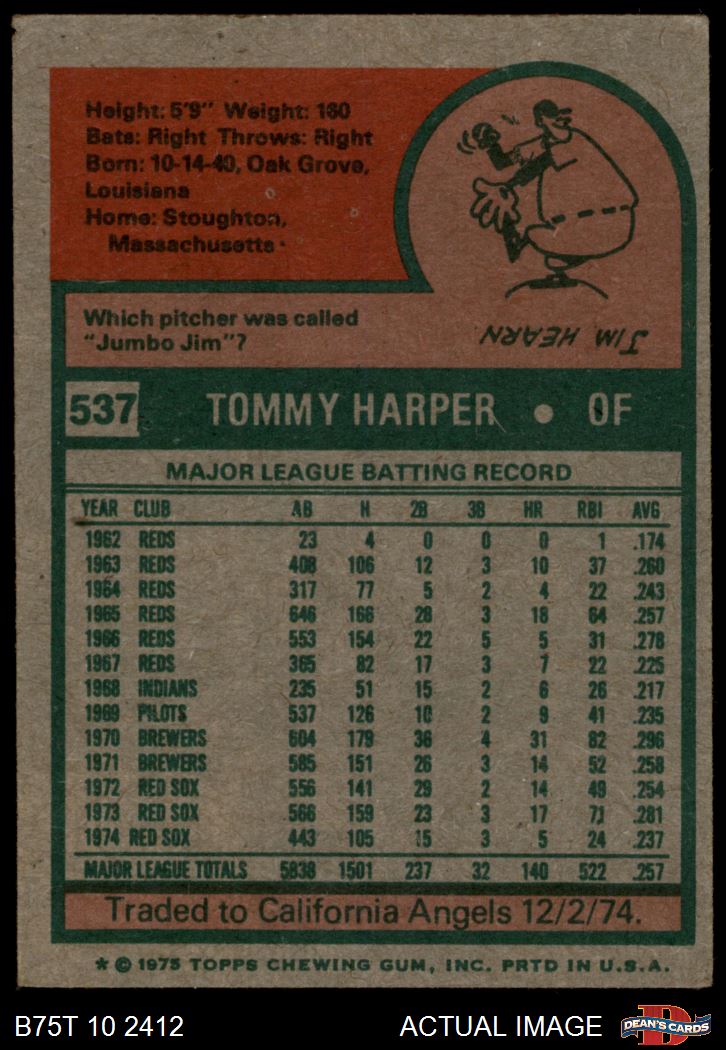 Height: 5'9" Weight: 160
Bats: Right Throws: Right
Born: 10-14-40, Oak Grove,
Louisiana
Home: Stoughton,
Massachusetts
Which pitcher was called
"Jumbo Jim"?
JIM HEARN
537 TOMMY HARPER • OF
MAJOR LEAGUE BATTING RECORD
YEAR CLUB AB H 2B 3B HR RBI AVG
1962 REDS 23 4 0 0 0 1 .174
1963 REDS 408 106 12 3 10 37 .260
1964 REDS 317 77 5 2 4 22 .243
1965 REDS 646 166 28 3 18 64 .257
1966 REDS 553 154 22 5 5 31 .278
1967 REDS 365 82 17 3 7 22 .225
1968 INDIANS 235 51 15 2 6 26 .217
1969 PILOTS 537 126 10 2 9 41 .235
1970 BREWERS 604 179 36 4 31 82 .296
1971 BREWERS 585 151 26 3 14 52 .258
1972 RED SOX 556 141 29 2 14 49 .254
1973 RED SOX 566 159 23 3 17 71 .281
1974 RED SOX 443 105 15 3 5 24 .237
MAJOR LEAGUE TOTALS 5838 1501 237 32 140 522 .257
Traded to California Angels 12/2/74.
* © 1975 TOPPS CHEWING GUM, INC. PRTD IN U.S.A.
B75T 10 2412 ACTUAL IMAGE
DEAN'S CARDS